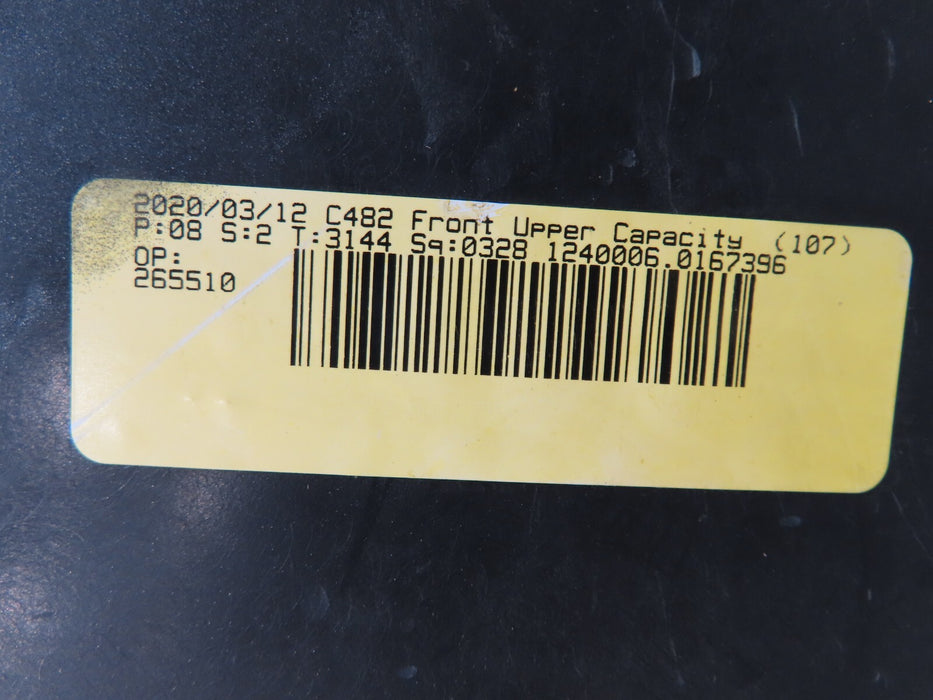 2020/03/12 C482 Front Upper Capacity (107)
P:08 S:2 T:3144 Sq:0328 1240006.0167396
OP:
265510